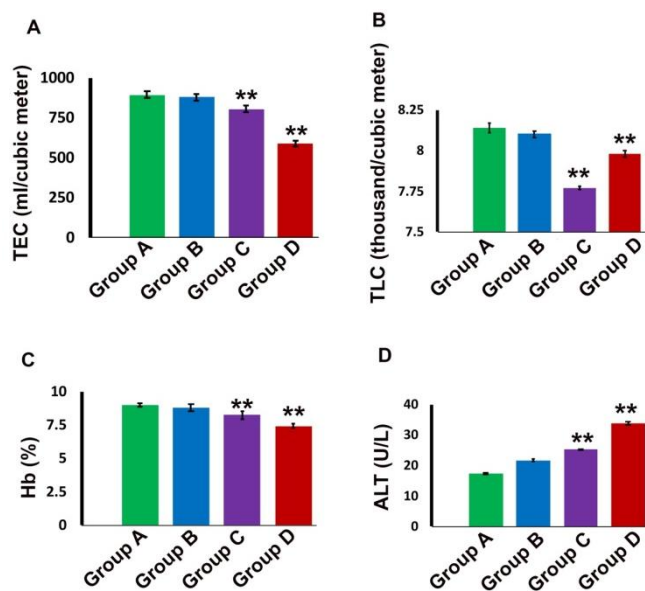 A
TEC (ml/cubic meter)
1000
750
500
250
0
**
**
Group A
Group B
Group C
Group D
B
TLC (thousand/cubic meter)
8.25
8
7.75
7.5
**
**
Group A
Group B
Group C
Group D
C
Hb (%)
10
7.5
5
2.5
0
**
**
Group A
Group B
Group C
Group D
D
ALT (U/L)
40
30
20
10
0
**
**
Group A
Group B
Group C
Group D